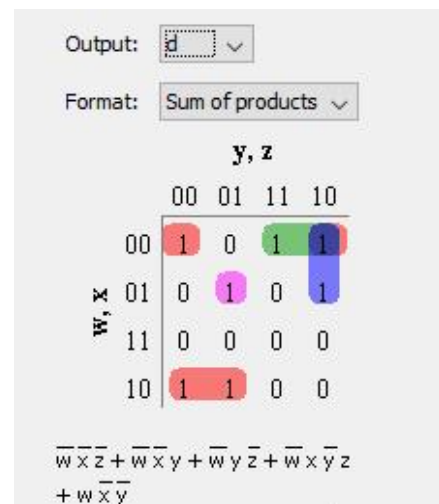 Output: d
Format: Sum of products
y, z
00 01 11 10
00 1 0 1 1
w, x
01 0 1 0 1
11 0 0 0 0
10 1 1 0 0
w̅ x̅ z̅ + w̅ x̅ y + w̅ y z̅ + w̅ x y̅ z
+ w x̅ y̅